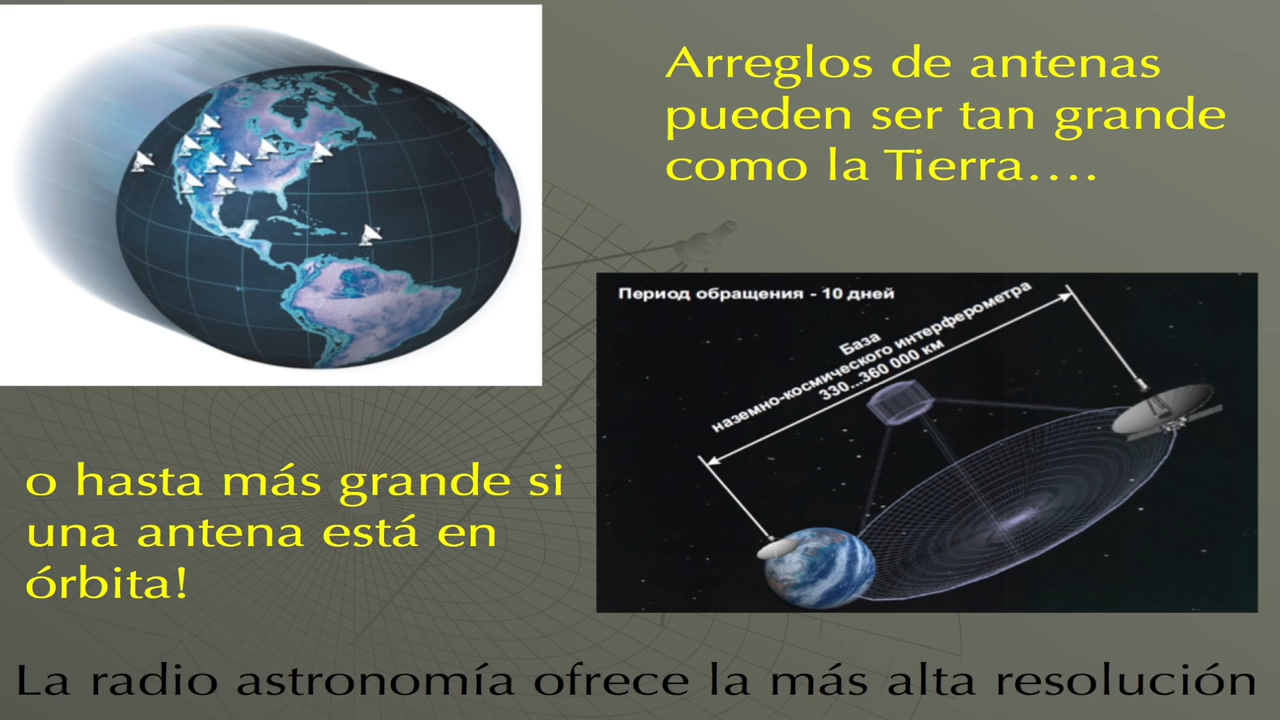 Arreglos de antenas
pueden ser tan grande
como la Tierra....
Период обращения - 10 дней
База
наземно-космического интерферометра
330...360 000 км
o hasta más grande si
una antena está en
órbita!
La radio astronomía ofrece la más alta resolución